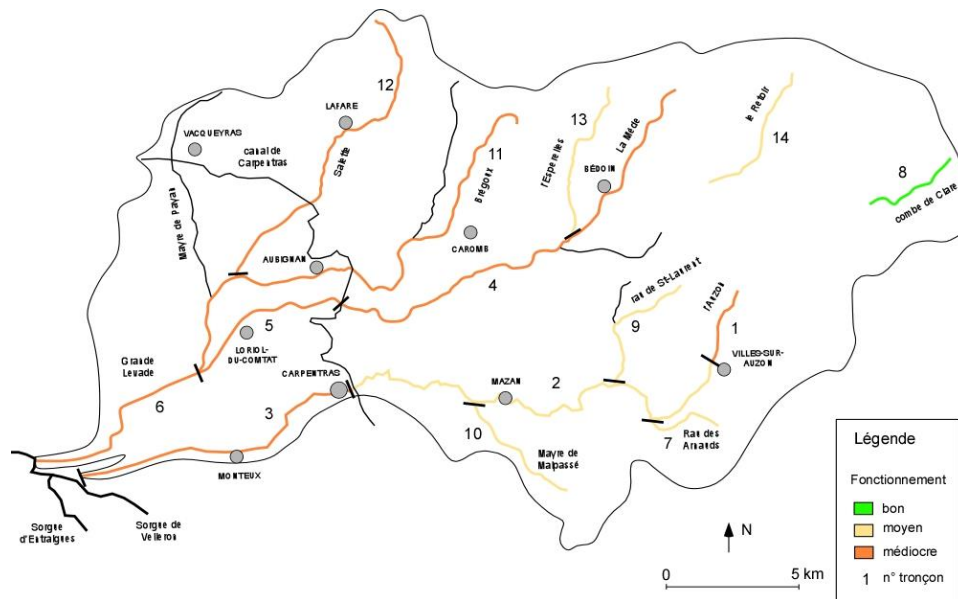 12
LAFARE
VACQUEYRAS
canal de
Carpentras
Salette
Mayre de Payan
11
Brégoux
13
l'Esperelles
La Mède
BÉDOIN
le Retoir
14
8
combe de Clare
CAROMB
AUBIGNAN
4
rau de St-Laurent
9
l'Auzon
1
5
LORIOL-
DU-COMTAT
VILLES-SUR-
AUZON
Grande
Levade
CARPENTRAS
6
3
MAZAN
2
10
Mayre de
Malpassé
7
Rau des
Arnauds
MONTEUX
Sorgue
d'Entraigues
Sorgue de
Velleron
N
0
5 km
Légende
Fonctionnement
bon
moyen
médiocre
1
n° tronçon